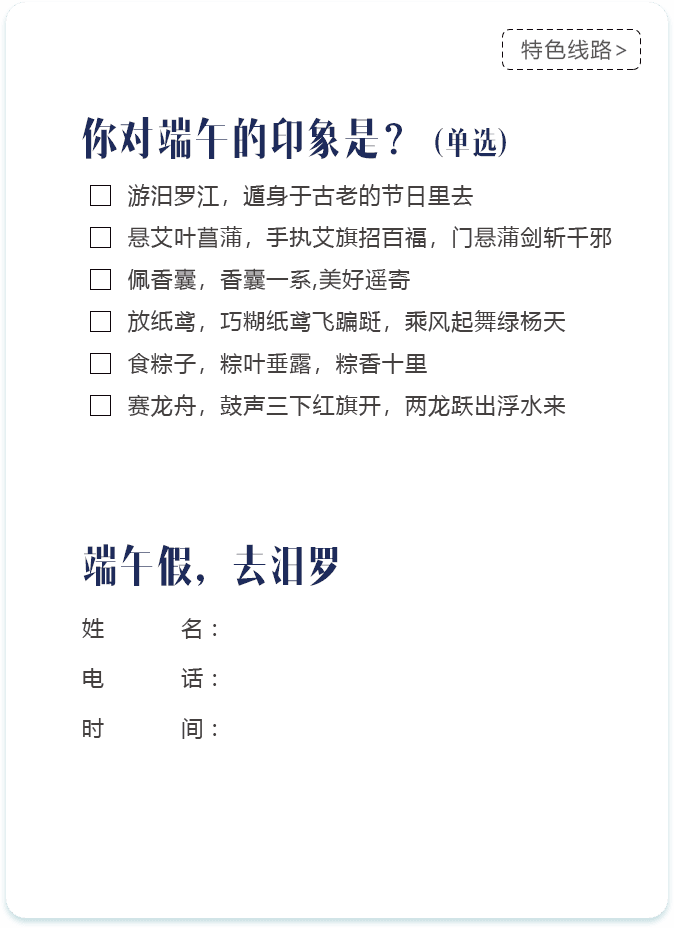 特色线路>
你对端午的印象是？（单选）
游汨罗江，遁身于古老的节日里去
悬艾叶菖蒲，手执艾旗招百福，门悬蒲剑斩千邪
佩香囊，香囊一系,美好遥寄
放纸鸢，巧糊纸鸢飞蹁跹，乘风起舞绿杨天
食粽子，粽叶垂露，粽香十里
赛龙舟，鼓声三下红旗开，两龙跃出浮水来
端午假，去汨罗
姓 名：
电 话：
时 间：